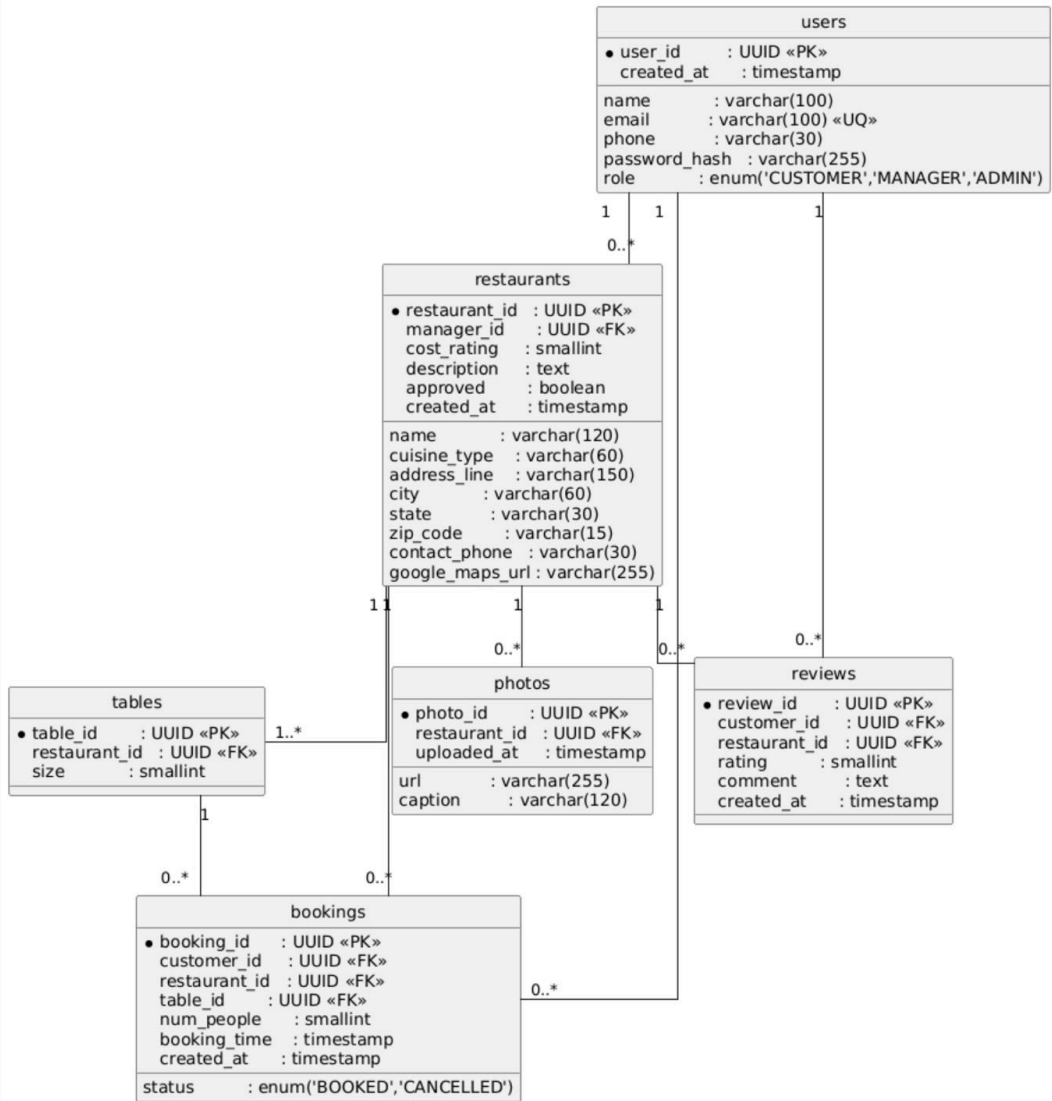 users
user_id : UUID «PK»
created_at : timestamp
name : varchar(100)
email : varchar(100) «UQ»
phone : varchar(30)
password_hash : varchar(255)
role : enum('CUSTOMER','MANAGER','ADMIN')
1 1 1
0..*
restaurants
restaurant_id : UUID «PK»
manager_id : UUID «FK»
cost_rating : smallint
description : text
approved : boolean
created_at : timestamp
name : varchar(120)
cuisine_type : varchar(60)
address_line : varchar(150)
city : varchar(60)
state : varchar(30)
zip_code : varchar(15)
contact_phone : varchar(30)
google_maps_url : varchar(255)
1 1 1 1
0..* 0..* 0..*
tables
table_id : UUID «PK»
restaurant_id : UUID «FK»
size : smallint
1..*
photos
photo_id : UUID «PK»
restaurant_id : UUID «FK»
uploaded_at : timestamp
url : varchar(255)
caption : varchar(120)
reviews
review_id : UUID «PK»
customer_id : UUID «FK»
restaurant_id : UUID «FK»
rating : smallint
comment : text
created_at : timestamp
1
0..* 0..*
bookings
booking_id : UUID «PK»
customer_id : UUID «FK»
restaurant_id : UUID «FK»
table_id : UUID «FK»
num_people : smallint
booking_time : timestamp
created_at : timestamp
status : enum('BOOKED','CANCELLED')
0..*